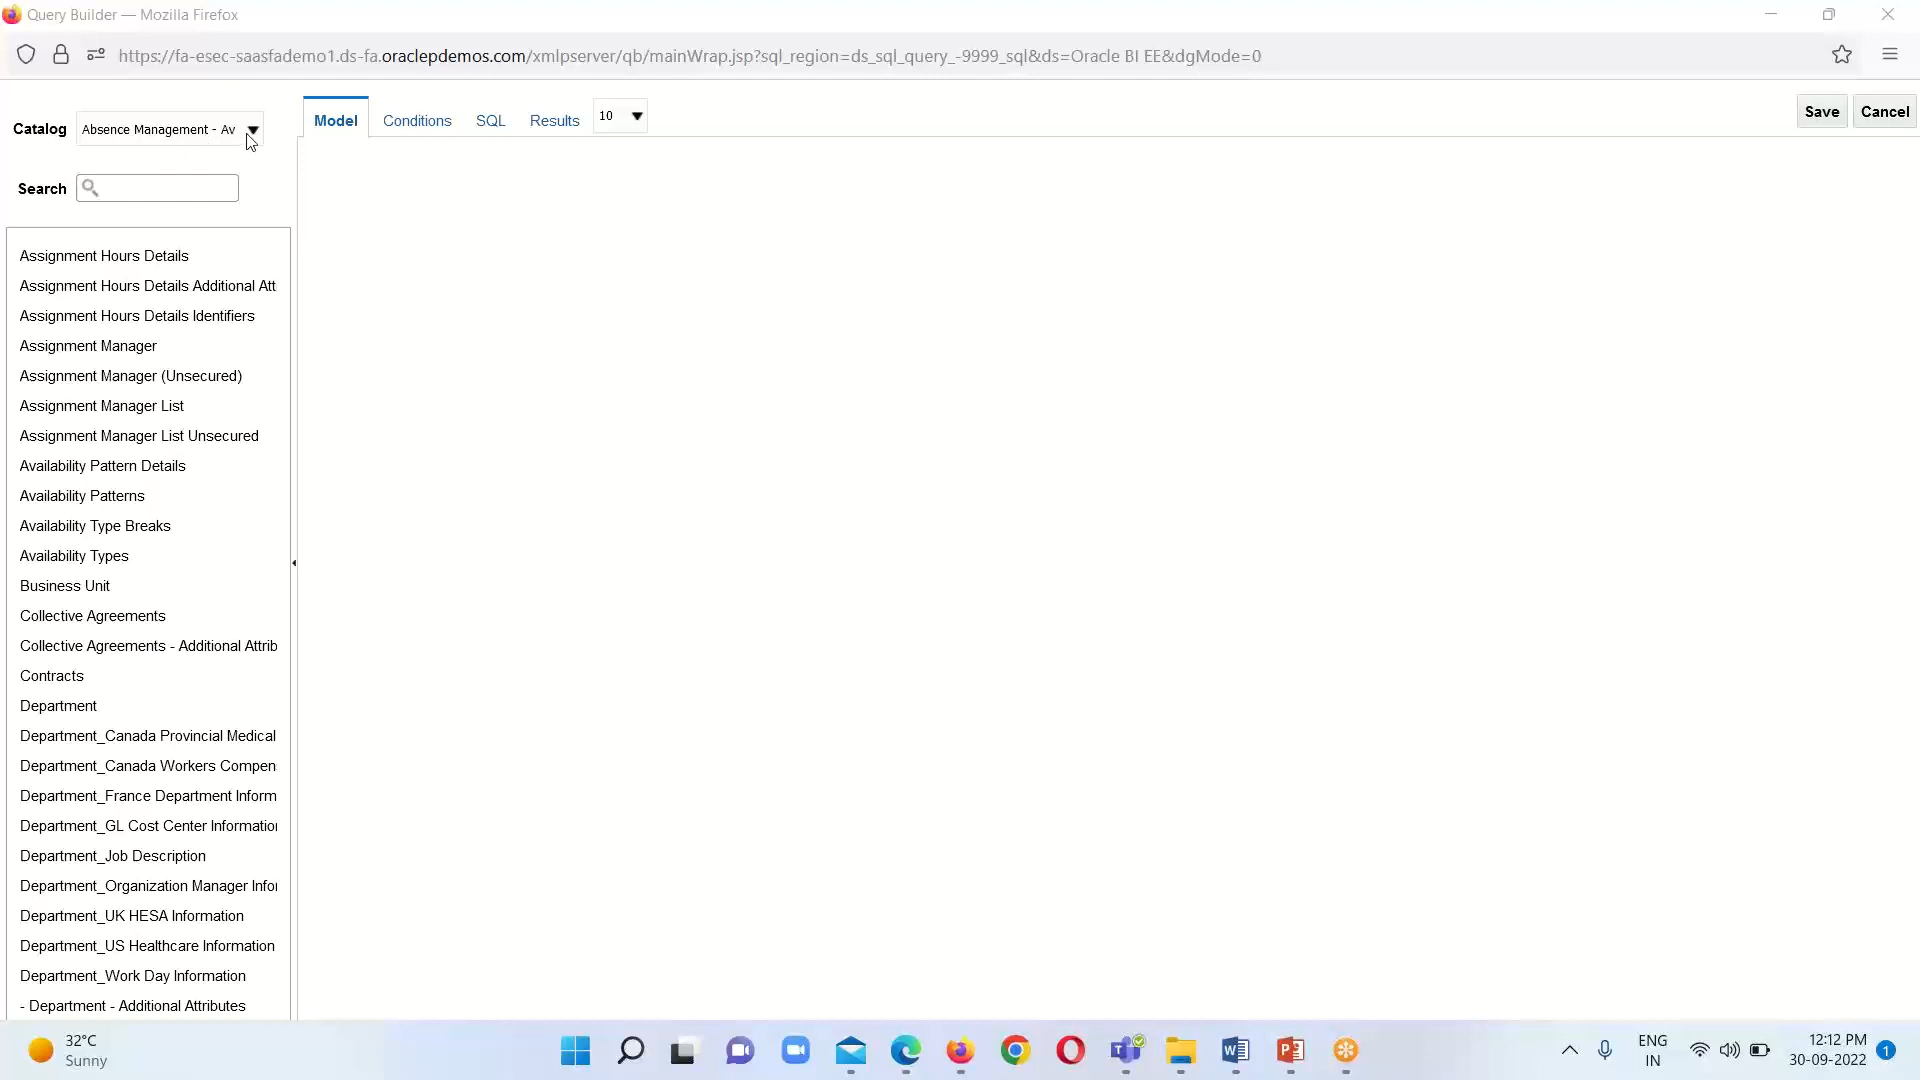 Query Builder — Mozilla Firefox
https://fa-esec-saasfademo1.ds-fa.oraclepdemos.com/xmlpserver/qb/mainWrap.jsp?sql_region=ds_sql_query_-9999_sql&ds=Oracle BI EE&dgMode=0
Catalog Absence Management - Av
Model Conditions SQL Results 10
Save Cancel
Search
Assignment Hours Details
Assignment Hours Details Additional Att
Assignment Hours Details Identifiers
Assignment Manager
Assignment Manager (Unsecured)
Assignment Manager List
Assignment Manager List Unsecured
Availability Pattern Details
Availability Patterns
Availability Type Breaks
Availability Types
Business Unit
Collective Agreements
Collective Agreements - Additional Attrib
Contracts
Department
Department_Canada Provincial Medical
Department_Canada Workers Compen
Department_France Department Inform
Department_GL Cost Center Information
Department_Job Description
Department_Organization Manager Infor
Department_UK HESA Information
Department_US Healthcare Information
Department_Work Day Information
- Department - Additional Attributes
32°C
Sunny
ENG
IN
12:12 PM
30-09-2022
1